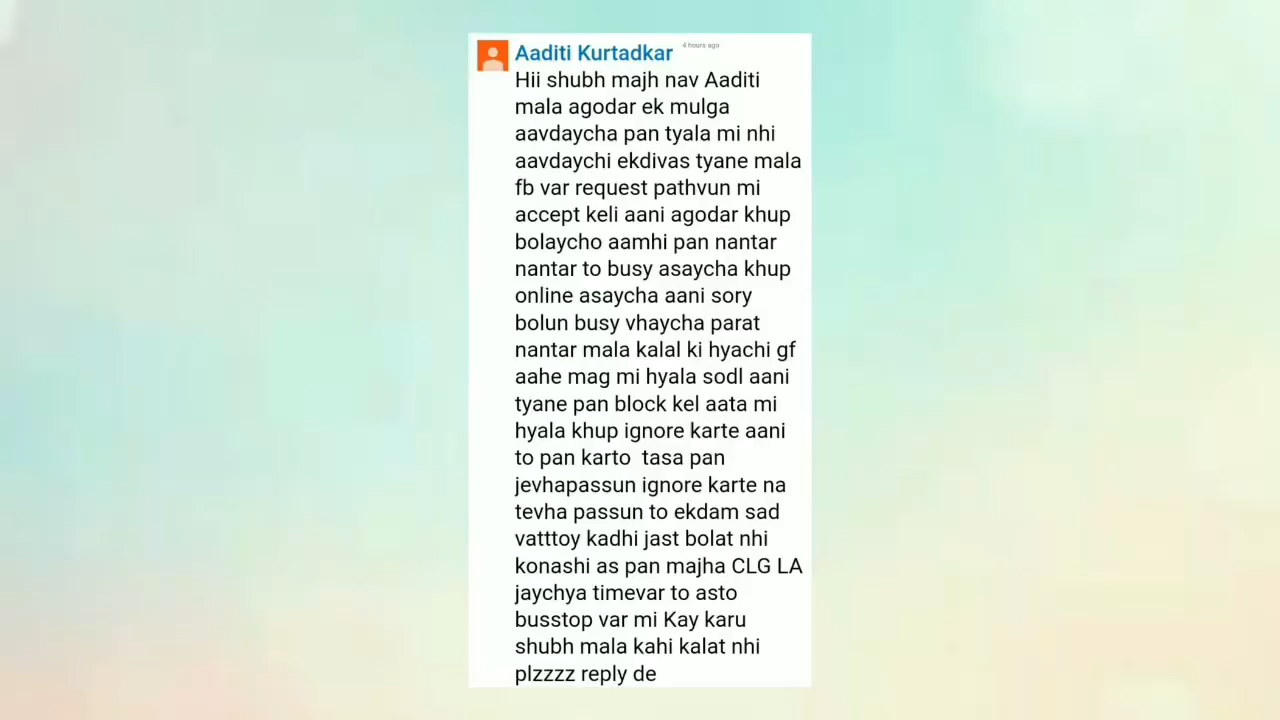 Aaditi Kurtadkar 4 hours ago
Hii shubh majh nav Aaditi
mala agodar ek mulga
aavdaycha pan tyala mi nhi
aavdaychi ekdivas tyane mala
fb var request pathvun mi
accept keli aani agodar khup
bolaycho aamhi pan nantar
nantar to busy asaycha khup
online asaycha aani sory
bolun busy vhaycha parat
nantar mala kalal ki hyachi gf
aahe mag mi hyala sodl aani
tyane pan block kel aata mi
hyala khup ignore karte aani
to pan karto  tasa pan
jevhapassun ignore karte na
tevha passun to ekdam sad
vatttoy kadhi jast bolat nhi
konashi as pan majha CLG LA
jaychya timevar to asto
busstop var mi Kay karu
shubh mala kahi kalat nhi
plzzzz reply de